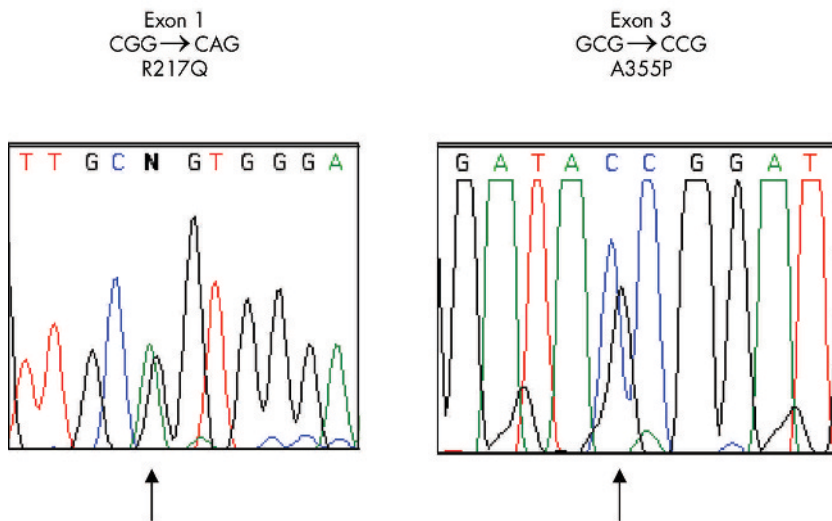 Exon 1
CGG→CAG
R217Q
Exon 3
GCG→CCG
A355P
T T G C N G T G G G A
G A T A C C G G A T